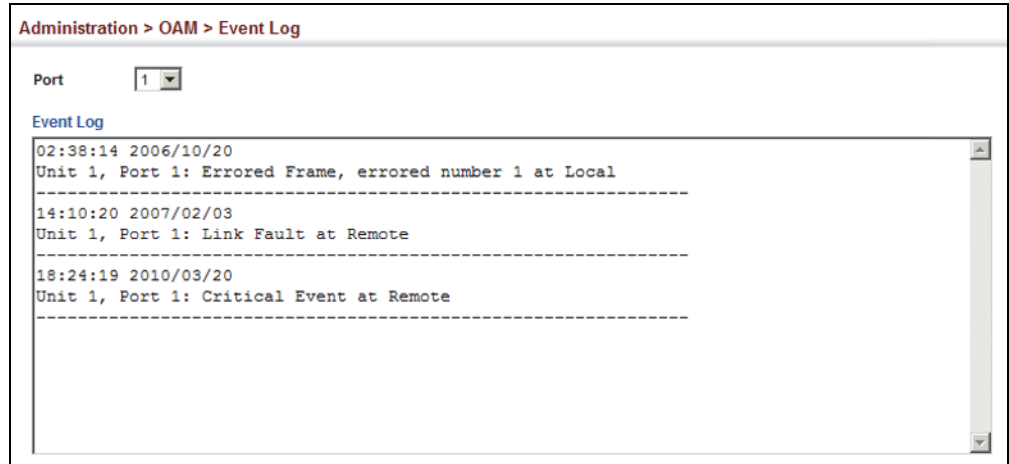 Administration > OAM > Event Log
Port 1
Event Log
02:38:14 2006/10/20
Unit 1, Port 1: Errored Frame, errored number 1 at Local
----------------------------------------------------------------
14:10:20 2007/02/03
Unit 1, Port 1: Link Fault at Remote
----------------------------------------------------------------
18:24:19 2010/03/20
Unit 1, Port 1: Critical Event at Remote
----------------------------------------------------------------